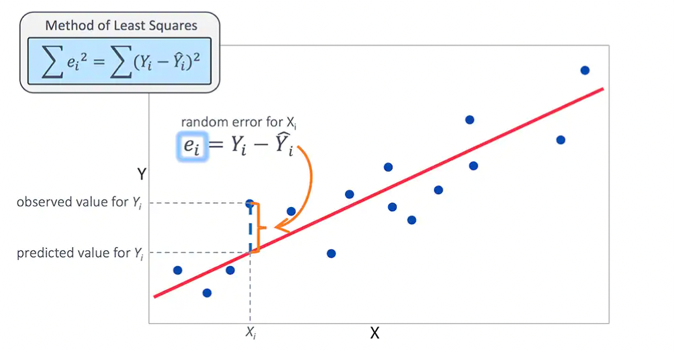 Method of Least Squares
∑ eᵢ² = ∑(Yᵢ − Ŷᵢ)²
random error for Xᵢ
eᵢ = Yᵢ − Ŷᵢ
Y
observed value for Yᵢ
predicted value for Yᵢ
Xᵢ
X